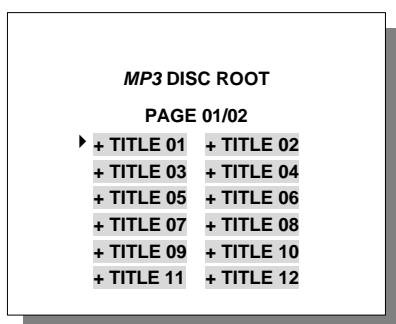 MP3 DISC ROOT
PAGE 01/02
+ TITLE 01 + TITLE 02
+ TITLE 03 + TITLE 04
+ TITLE 05 + TITLE 06
+ TITLE 07 + TITLE 08
+ TITLE 09 + TITLE 10
+ TITLE 11 + TITLE 12